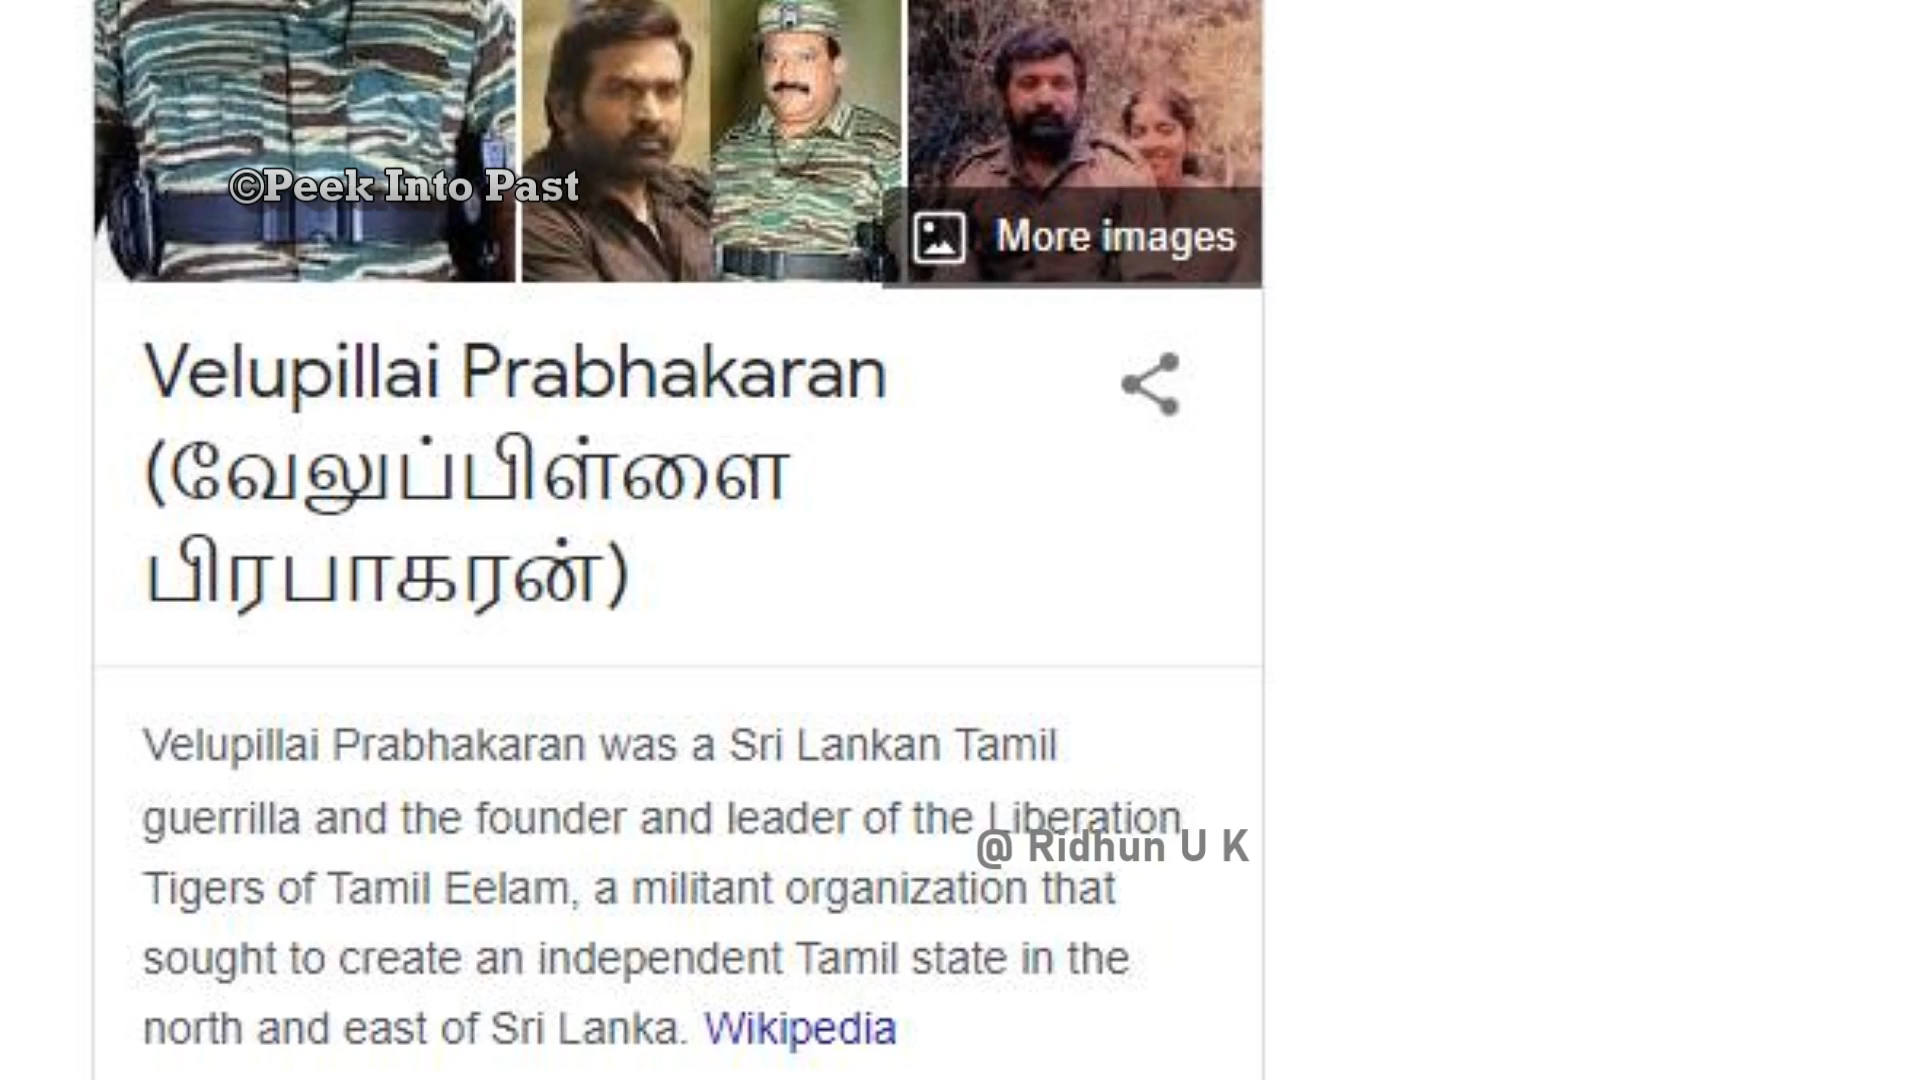 ©Peek Into Past
More images
Velupillai Prabhakaran
(வேலுப்பிள்ளை
பிரபாகரன்)
Velupillai Prabhakaran was a Sri Lankan Tamil
guerrilla and the founder and leader of the Liberation
@ Ridhun U K
Tigers of Tamil Eelam, a militant organization that
sought to create an independent Tamil state in the
north and east of Sri Lanka. Wikipedia